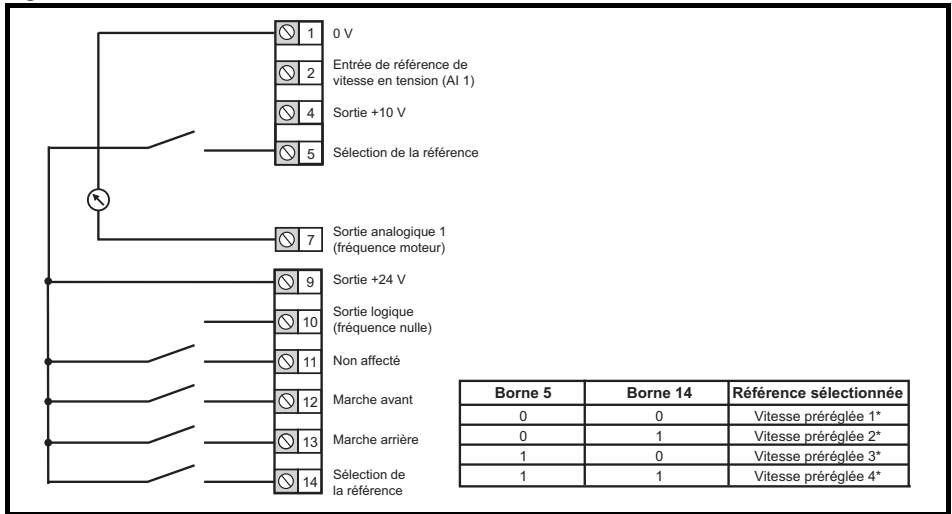 1 0 V
2 Entrée de référence de
vitesse en tension (AI 1)
4 Sortie +10 V
5 Sélection de la référence
7 Sortie analogique 1
(fréquence moteur)
9 Sortie +24 V
10 Sortie logique
(fréquence nulle)
11 Non affecté
12 Marche avant
13 Marche arrière
14 Sélection de
la référence
Borne 5 Borne 14 Référence sélectionnée
0 0 Vitesse préréglée 1*
0 1 Vitesse préréglée 2*
1 0 Vitesse préréglée 3*
1 1 Vitesse préréglée 4*